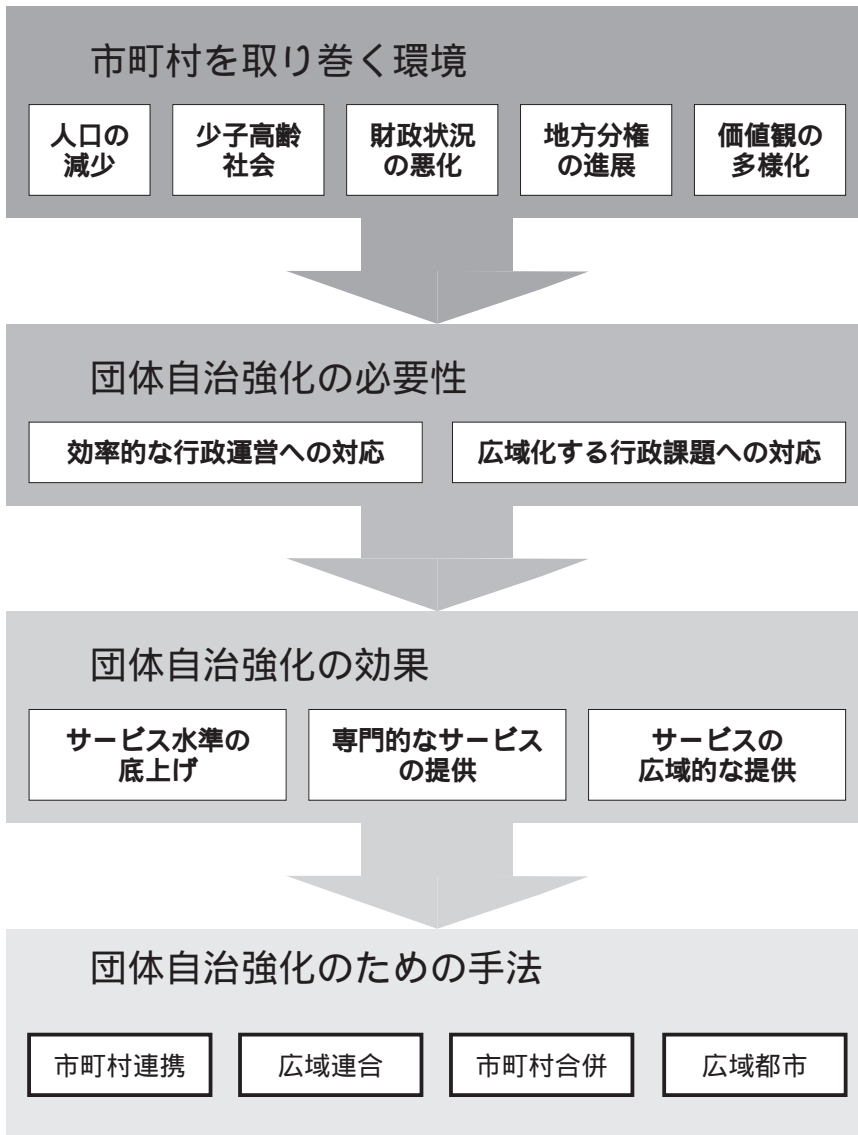 市町村を取り巻く環境
人口の
減少
少子高齢
社会
財政状況
の悪化
地方分権
の進展
価値観の
多様化
団体自治強化の必要性
効率的な行政運営への対応
広域化する行政課題への対応
団体自治強化の効果
サービス水準の
底上げ
専門的なサービス
の提供
サービスの
広域的な提供
団体自治強化のための手法
市町村連携
広域連合
市町村合併
広域都市